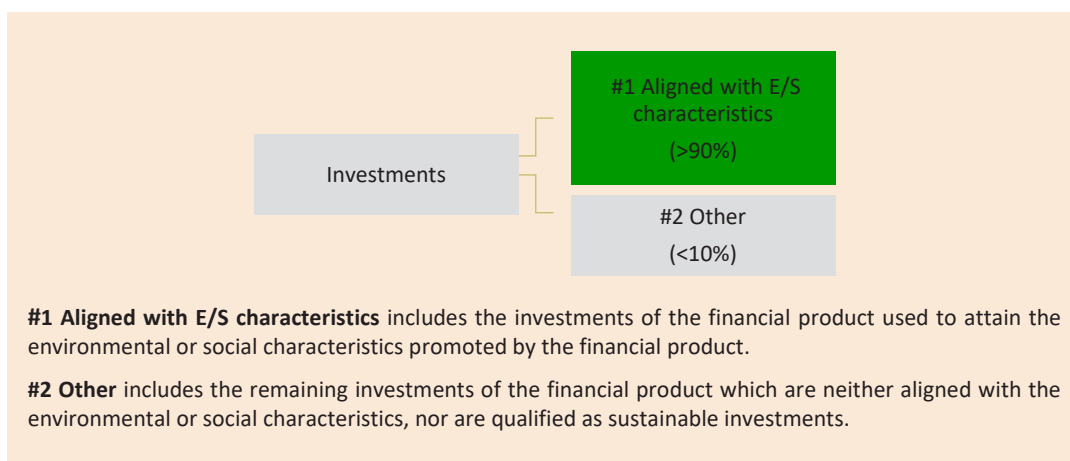 #1 Aligned with E/S
characteristics
(>90%)
Investments
#2 Other
(<10%)
#1 Aligned with E/S characteristics includes the investments of the financial product used to attain the
environmental or social characteristics promoted by the financial product.
#2 Other includes the remaining investments of the financial product which are neither aligned with the
environmental or social characteristics, nor are qualified as sustainable investments.